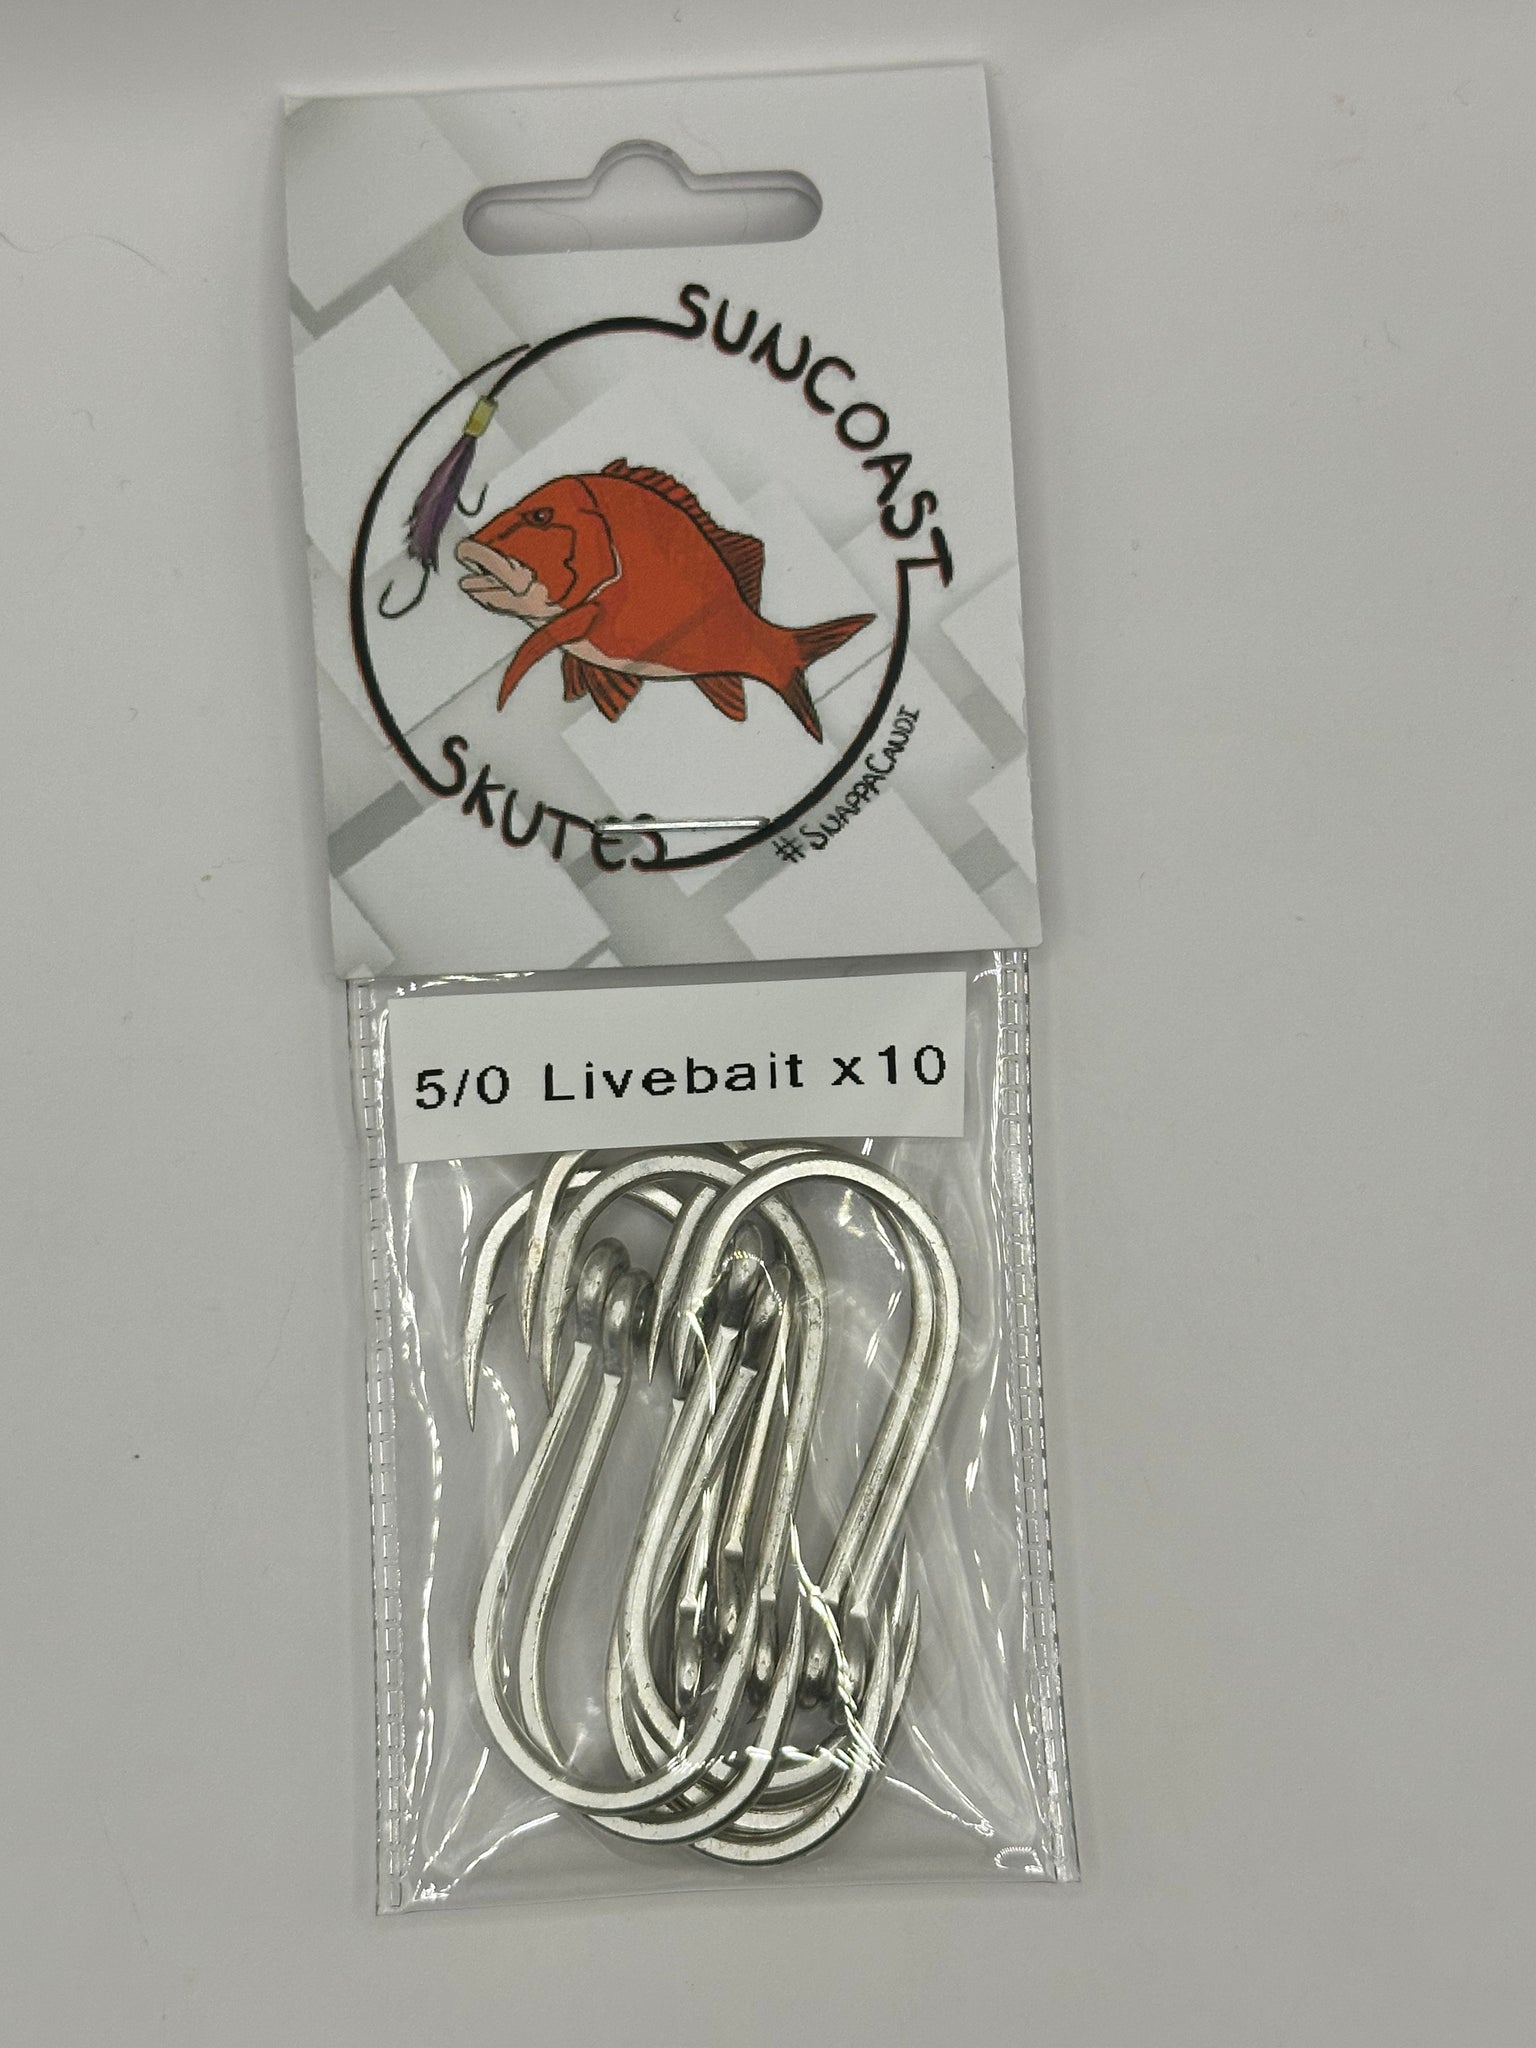 SUNCOAST
SKUTES
#SNAPPACANDI
5/0 Livebait x10